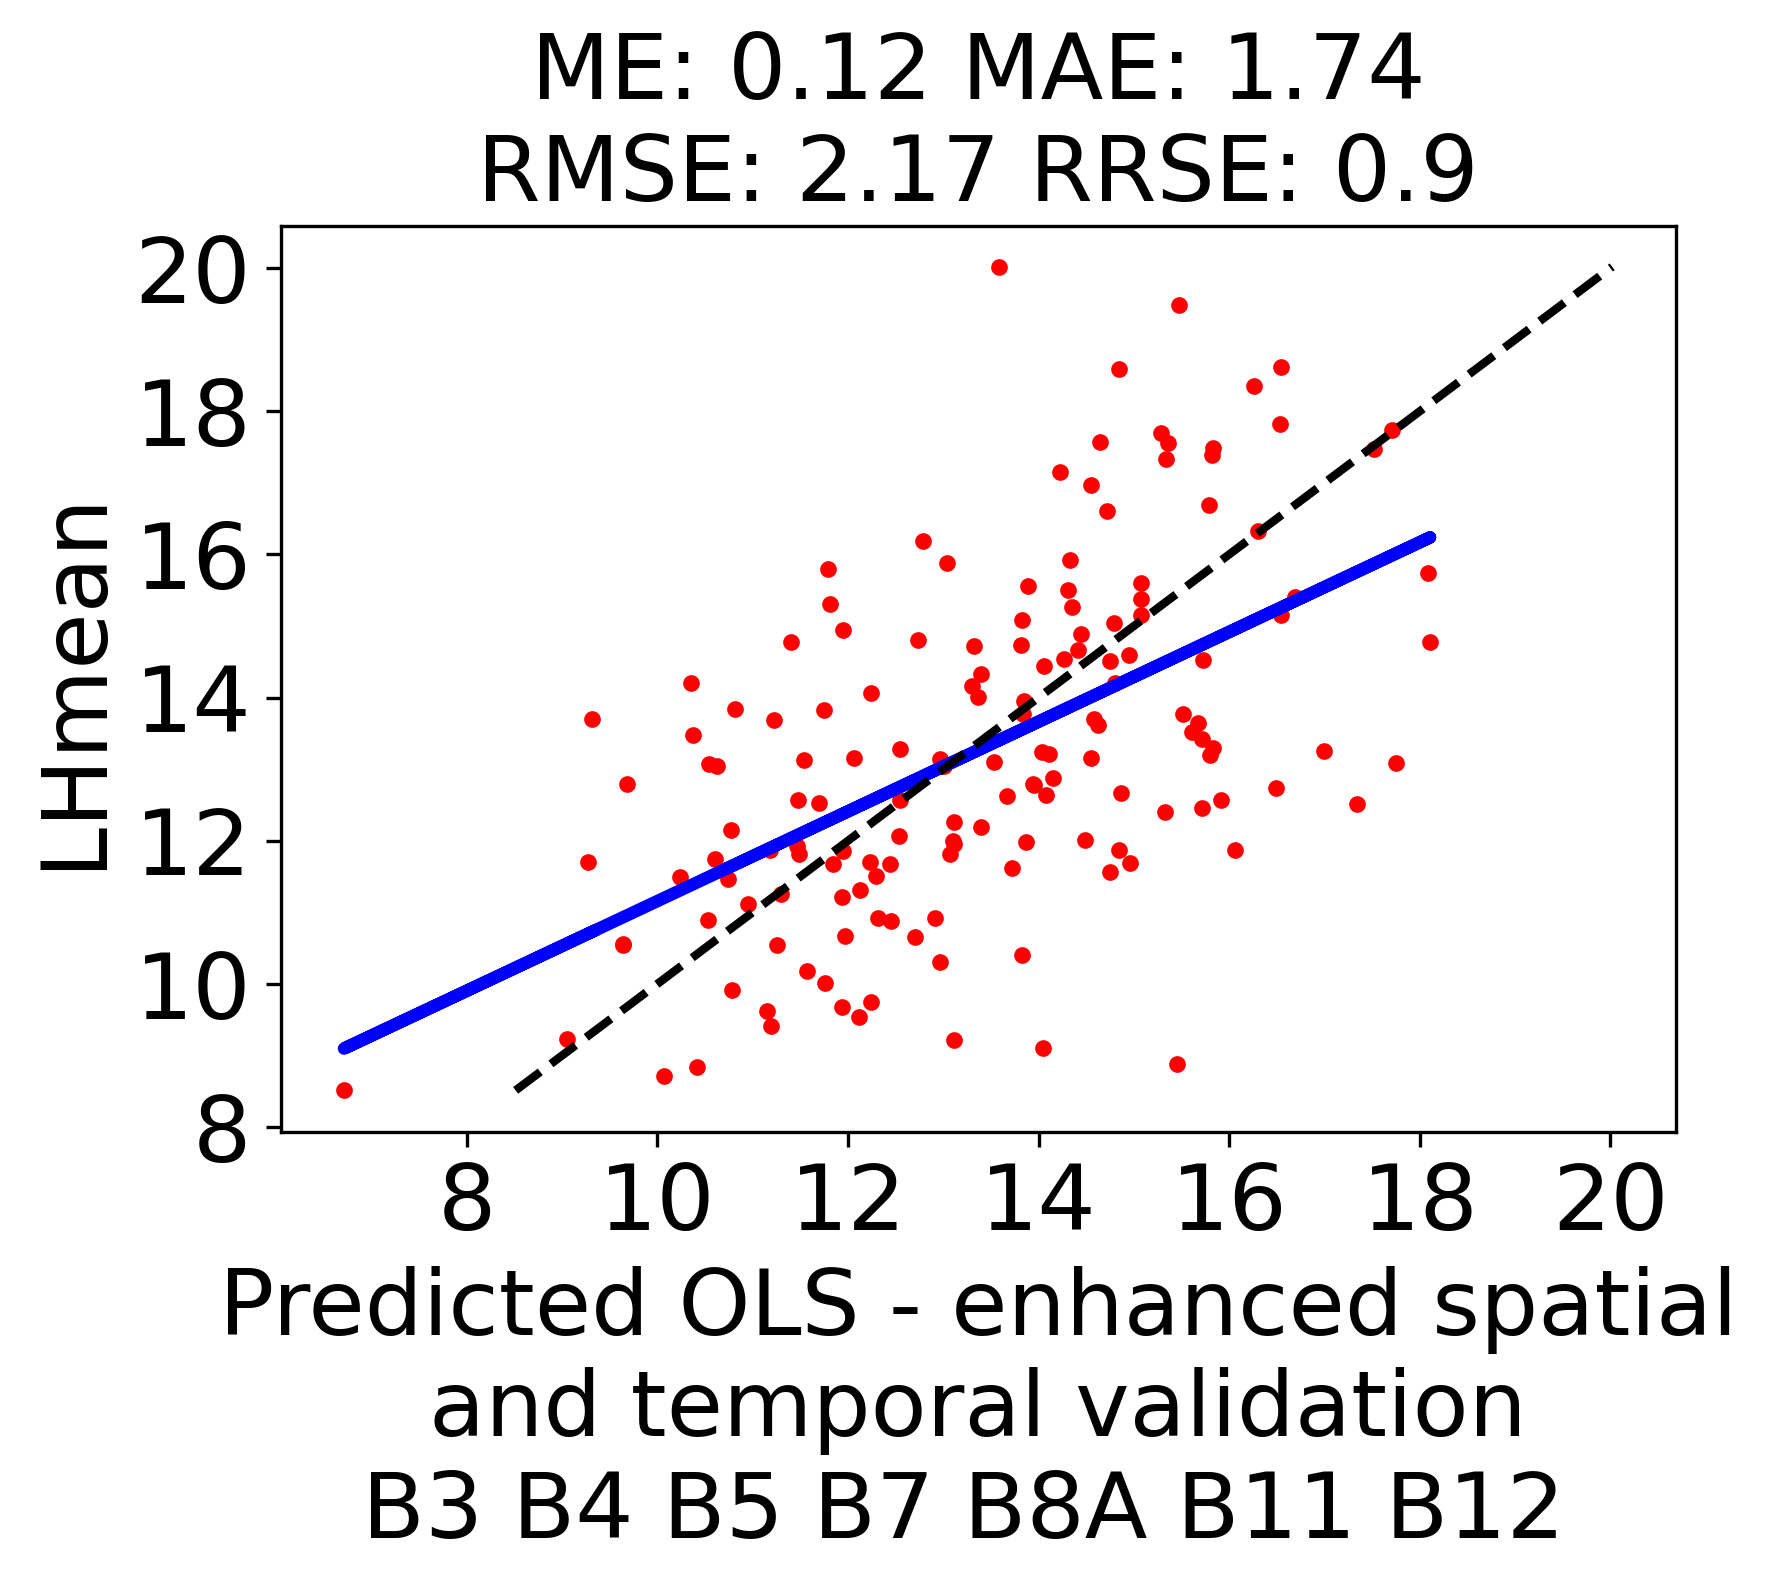 ME: 0.12 MAE: 1.74
RMSE: 2.17 RRSE: 0.9
LHmean
20
18
16
14
12
10
8
8 10 12 14 16 18 20
Predicted OLS - enhanced spatial
and temporal validation
B3 B4 B5 B7 B8A B11 B12